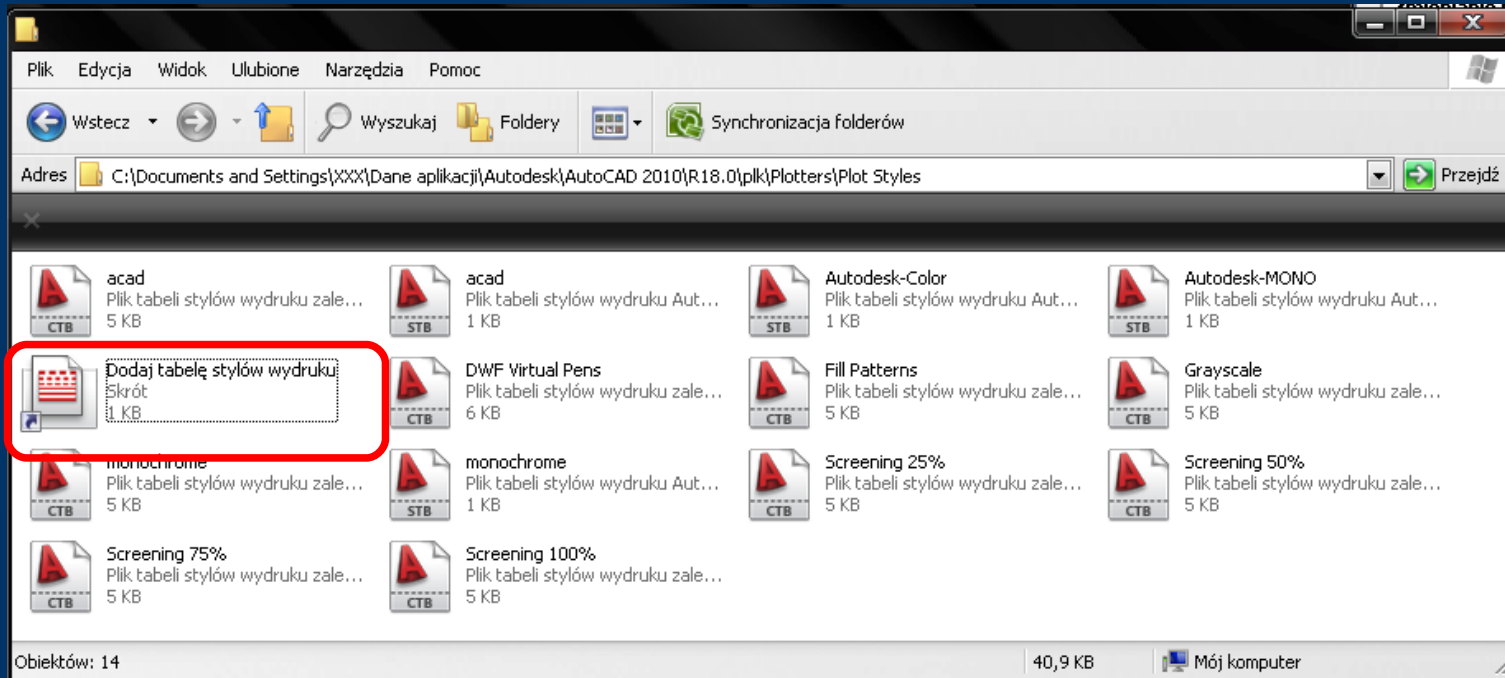 Plik Edycja Widok Ulubione Narzędzia Pomoc
Wstecz Wyszukaj Foldery Synchronizacja folderów
Adres C:\Documents and Settings\XXX\Dane aplikacji\Autodesk\AutoCAD 2010\R18.0\plk\Plotters\Plot Styles Przejdź
acad
Plik tabeli stylów wydruku zale...
5 KB
CTB
acad
Plik tabeli stylów wydruku Aut...
1 KB
STB
Autodesk-Color
Plik tabeli stylów wydruku Aut...
1 KB
STB
Autodesk-MONO
Plik tabeli stylów wydruku Aut...
1 KB
STB
Dodaj tabelę stylów wydruku
Skrót
1 KB
DWF Virtual Pens
Plik tabeli stylów wydruku zale...
6 KB
CTB
Fill Patterns
Plik tabeli stylów wydruku zale...
5 KB
CTB
Grayscale
Plik tabeli stylów wydruku zale...
5 KB
CTB
monochrome
Plik tabeli stylów wydruku zale...
5 KB
CTB
monochrome
Plik tabeli stylów wydruku Aut...
1 KB
STB
Screening 25%
Plik tabeli stylów wydruku zale...
5 KB
CTB
Screening 50%
Plik tabeli stylów wydruku zale...
5 KB
CTB
Screening 75%
Plik tabeli stylów wydruku zale...
5 KB
CTB
Screening 100%
Plik tabeli stylów wydruku zale...
5 KB
CTB
Obiektów: 14 40,9 KB Mój komputer